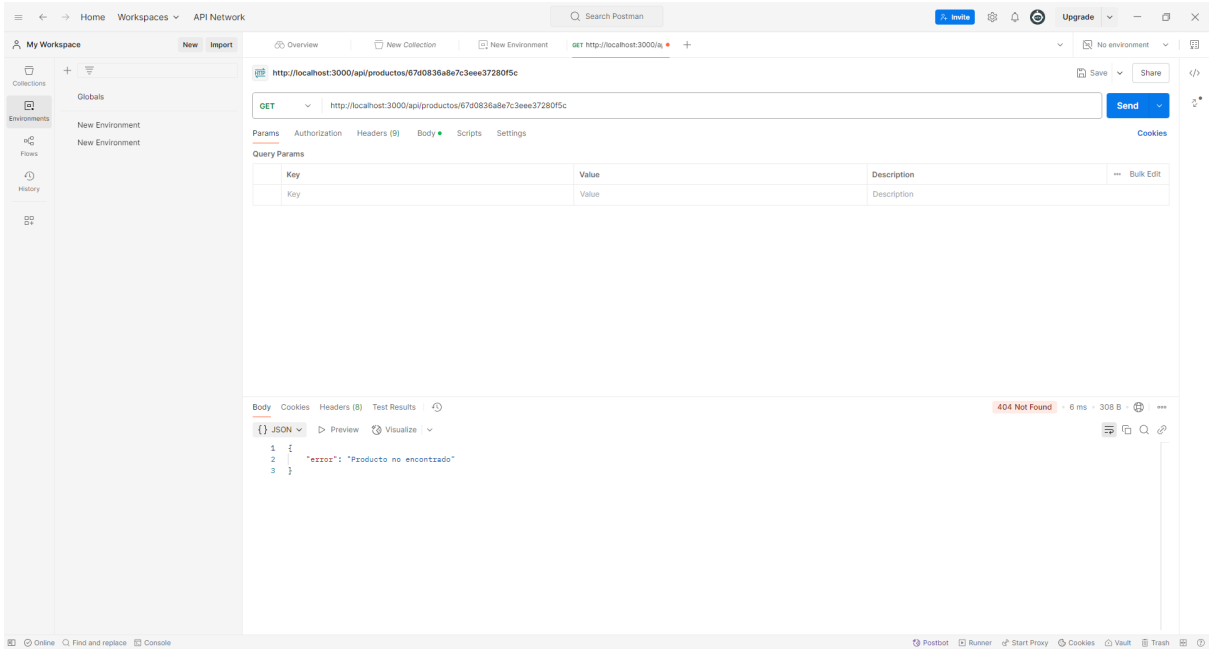 Home Workspaces API Network Search Postman Invite Upgrade
My Workspace New Import Overview New Collection New Environment GET http://localhost:3000/a No environment
Collections
Environments
Flows
History
Globals
New Environment
New Environment
http://localhost:3000/api/productos/67d0836a8e7c3eee37280f5c Save Share
GET http://localhost:3000/api/productos/67d0836a8e7c3eee37280f5c Send
Params Authorization Headers (9) Body Scripts Settings Cookies
Query Params
Key Value Description Bulk Edit
Key Value Description
Body Cookies Headers (8) Test Results 404 Not Found 6 ms 308 B
{} JSON Preview Visualize
1 {
2 "error": "Producto no encontrado"
3 }
Online Find and replace Console Postbot Runner Start Proxy Cookies Vault Trash